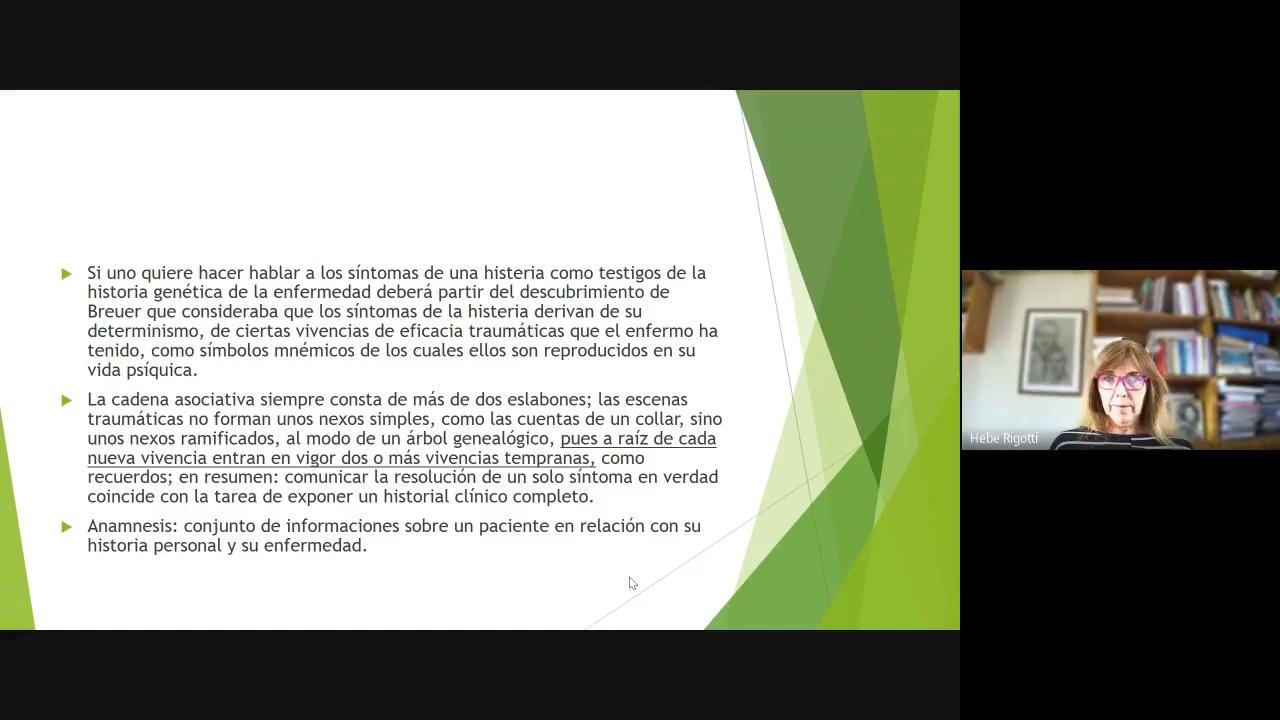 Si uno quiere hacer hablar a los síntomas de una histeria como testigos de la
historia genética de la enfermedad deberá partir del descubrimiento de
Breuer que consideraba que los síntomas de la histeria derivan de su
determinismo, de ciertas vivencias de eficacia traumáticas que el enfermo ha
tenido, como símbolos mnémicos de los cuales ellos son reproducidos en su
vida psíquica.
La cadena asociativa siempre consta de más de dos eslabones; las escenas
traumáticas no forman unos nexos simples, como las cuentas de un collar, sino
unos nexos ramificados, al modo de un árbol genealógico, pues a raíz de cada
nueva vivencia entran en vigor dos o más vivencias tempranas, como
recuerdos; en resumen: comunicar la resolución de un solo síntoma en verdad
coincide con la tarea de exponer un historial clínico completo.
Anamnesis: conjunto de informaciones sobre un paciente en relación con su
historia personal y su enfermedad.
Hebe Rigotti